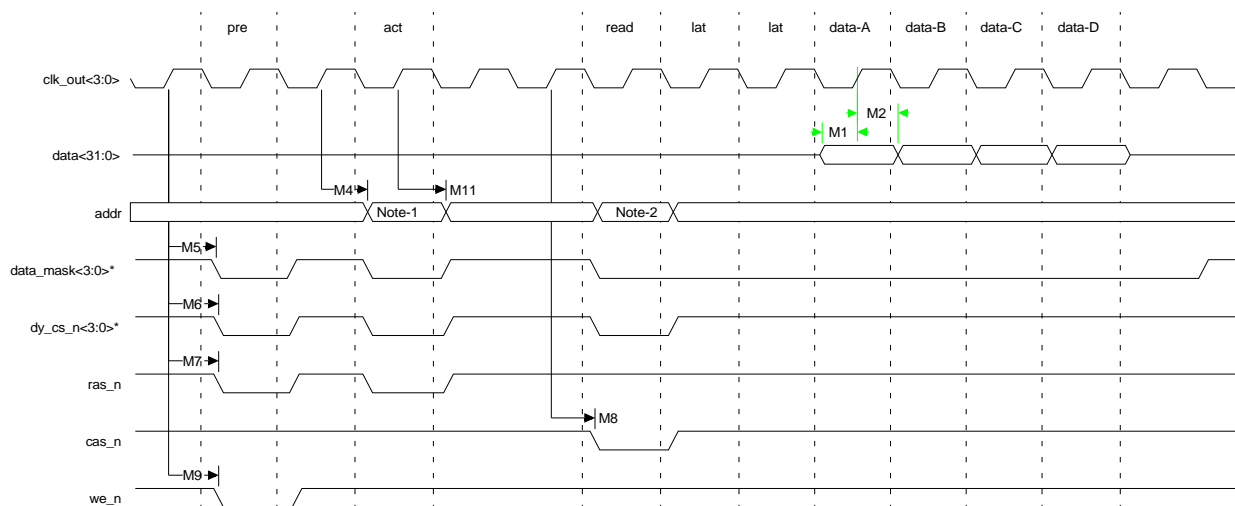 pre act read lat lat data-A data-B data-C data-D
clk_out<3:0>
M2
M1
data<31:0>
M4 M11
addr Note-1 Note-2
M5
data_mask<3:0>*
M6
dy_cs_n<3:0>*
M7
ras_n
M8
cas_n
M9
we_n